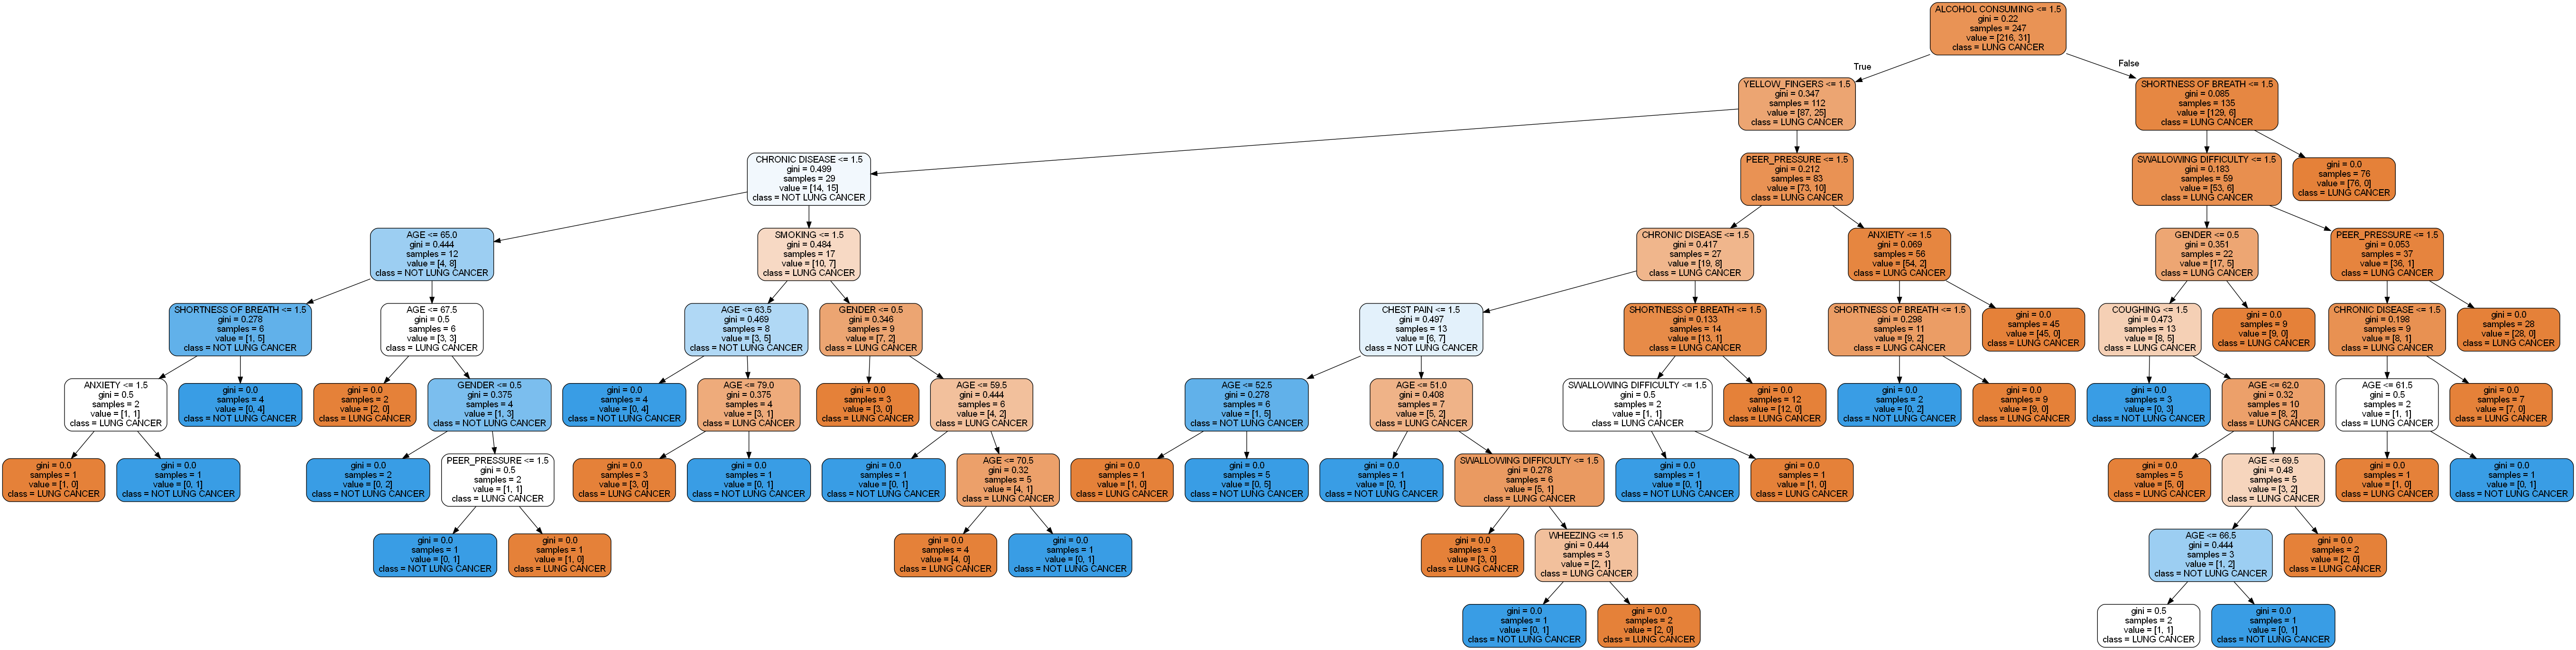 ALCOHOL CONSUMING <= 1.5
gini = 0.22
samples = 247
value = [216, 31]
class = LUNG CANCER
True
False
YELLOW_FINGERS <= 1.5
gini = 0.347
samples = 112
value = [87, 25]
class = LUNG CANCER
SHORTNESS OF BREATH <= 1.5
gini = 0.085
samples = 135
value = [129, 6]
class = LUNG CANCER
CHRONIC DISEASE <= 1.5
gini = 0.499
samples = 29
value = [14, 15]
class = NOT LUNG CANCER
PEER_PRESSURE <= 1.5
gini = 0.212
samples = 83
value = [73, 10]
class = LUNG CANCER
SWALLOWING DIFFICULTY <= 1.5
gini = 0.183
samples = 59
value = [53, 6]
class = LUNG CANCER
gini = 0.0
samples = 76
value = [76, 0]
class = LUNG CANCER
AGE <= 65.0
gini = 0.444
samples = 12
value = [4, 8]
class = NOT LUNG CANCER
SMOKING <= 1.5
gini = 0.484
samples = 17
value = [10, 7]
class = LUNG CANCER
CHRONIC DISEASE <= 1.5
gini = 0.417
samples = 27
value = [19, 8]
class = LUNG CANCER
ANXIETY <= 1.5
gini = 0.069
samples = 56
value = [54, 2]
class = LUNG CANCER
GENDER <= 0.5
gini = 0.351
samples = 22
value = [17, 5]
class = LUNG CANCER
PEER_PRESSURE <= 1.5
gini = 0.053
samples = 37
value = [36, 1]
class = LUNG CANCER
SHORTNESS OF BREATH <= 1.5
gini = 0.278
samples = 6
value = [1, 5]
class = NOT LUNG CANCER
AGE <= 67.5
gini = 0.5
samples = 6
value = [3, 3]
class = LUNG CANCER
AGE <= 63.5
gini = 0.469
samples = 8
value = [3, 5]
class = NOT LUNG CANCER
GENDER <= 0.5
gini = 0.346
samples = 9
value = [7, 2]
class = LUNG CANCER
CHEST PAIN <= 1.5
gini = 0.497
samples = 13
value = [6, 7]
class = NOT LUNG CANCER
SHORTNESS OF BREATH <= 1.5
gini = 0.133
samples = 14
value = [13, 1]
class = LUNG CANCER
SHORTNESS OF BREATH <= 1.5
gini = 0.298
samples = 11
value = [9, 2]
class = LUNG CANCER
gini = 0.0
samples = 45
value = [45, 0]
class = LUNG CANCER
COUGHING <= 1.5
gini = 0.473
samples = 13
value = [8, 5]
class = LUNG CANCER
gini = 0.0
samples = 9
value = [9, 0]
class = LUNG CANCER
CHRONIC DISEASE <= 1.5
gini = 0.198
samples = 9
value = [8, 1]
class = LUNG CANCER
gini = 0.0
samples = 28
value = [28, 0]
class = LUNG CANCER
ANXIETY <= 1.5
gini = 0.5
samples = 2
value = [1, 1]
class = LUNG CANCER
gini = 0.0
samples = 4
value = [0, 4]
class = NOT LUNG CANCER
gini = 0.0
samples = 2
value = [2, 0]
class = LUNG CANCER
GENDER <= 0.5
gini = 0.375
samples = 4
value = [1, 3]
class = NOT LUNG CANCER
gini = 0.0
samples = 4
value = [0, 4]
class = NOT LUNG CANCER
AGE <= 79.0
gini = 0.375
samples = 4
value = [3, 1]
class = LUNG CANCER
gini = 0.0
samples = 3
value = [3, 0]
class = LUNG CANCER
AGE <= 59.5
gini = 0.444
samples = 6
value = [4, 2]
class = LUNG CANCER
AGE <= 52.5
gini = 0.278
samples = 6
value = [1, 5]
class = NOT LUNG CANCER
AGE <= 51.0
gini = 0.408
samples = 7
value = [5, 2]
class = LUNG CANCER
SWALLOWING DIFFICULTY <= 1.5
gini = 0.5
samples = 2
value = [1, 1]
class = LUNG CANCER
gini = 0.0
samples = 12
value = [12, 0]
class = LUNG CANCER
gini = 0.0
samples = 2
value = [0, 2]
class = NOT LUNG CANCER
gini = 0.0
samples = 9
value = [9, 0]
class = LUNG CANCER
gini = 0.0
samples = 3
value = [0, 3]
class = NOT LUNG CANCER
AGE <= 62.0
gini = 0.32
samples = 10
value = [8, 2]
class = LUNG CANCER
AGE <= 61.5
gini = 0.5
samples = 2
value = [1, 1]
class = LUNG CANCER
gini = 0.0
samples = 7
value = [7, 0]
class = LUNG CANCER
gini = 0.0
samples = 1
value = [1, 0]
class = LUNG CANCER
gini = 0.0
samples = 1
value = [0, 1]
class = NOT LUNG CANCER
gini = 0.0
samples = 2
value = [0, 2]
class = NOT LUNG CANCER
PEER_PRESSURE <= 1.5
gini = 0.5
samples = 2
value = [1, 1]
class = LUNG CANCER
gini = 0.0
samples = 3
value = [3, 0]
class = LUNG CANCER
gini = 0.0
samples = 1
value = [0, 1]
class = NOT LUNG CANCER
gini = 0.0
samples = 1
value = [0, 1]
class = NOT LUNG CANCER
AGE <= 70.5
gini = 0.32
samples = 5
value = [4, 1]
class = LUNG CANCER
gini = 0.0
samples = 1
value = [1, 0]
class = LUNG CANCER
gini = 0.0
samples = 5
value = [0, 5]
class = NOT LUNG CANCER
gini = 0.0
samples = 1
value = [0, 1]
class = NOT LUNG CANCER
SWALLOWING DIFFICULTY <= 1.5
gini = 0.278
samples = 6
value = [5, 1]
class = LUNG CANCER
gini = 0.0
samples = 1
value = [0, 1]
class = NOT LUNG CANCER
gini = 0.0
samples = 1
value = [1, 0]
class = LUNG CANCER
gini = 0.0
samples = 5
value = [5, 0]
class = LUNG CANCER
AGE <= 69.5
gini = 0.48
samples = 5
value = [3, 2]
class = LUNG CANCER
gini = 0.0
samples = 1
value = [1, 0]
class = LUNG CANCER
gini = 0.0
samples = 1
value = [0, 1]
class = NOT LUNG CANCER
gini = 0.0
samples = 1
value = [0, 1]
class = NOT LUNG CANCER
gini = 0.0
samples = 1
value = [1, 0]
class = LUNG CANCER
gini = 0.0
samples = 4
value = [4, 0]
class = LUNG CANCER
gini = 0.0
samples = 1
value = [0, 1]
class = NOT LUNG CANCER
gini = 0.0
samples = 3
value = [3, 0]
class = LUNG CANCER
WHEEZING <= 1.5
gini = 0.444
samples = 3
value = [2, 1]
class = LUNG CANCER
AGE <= 66.5
gini = 0.444
samples = 3
value = [1, 2]
class = NOT LUNG CANCER
gini = 0.0
samples = 2
value = [2, 0]
class = LUNG CANCER
gini = 0.0
samples = 1
value = [0, 1]
class = NOT LUNG CANCER
gini = 0.0
samples = 2
value = [2, 0]
class = LUNG CANCER
gini = 0.5
samples = 2
value = [1, 1]
class = LUNG CANCER
gini = 0.0
samples = 1
value = [0, 1]
class = NOT LUNG CANCER